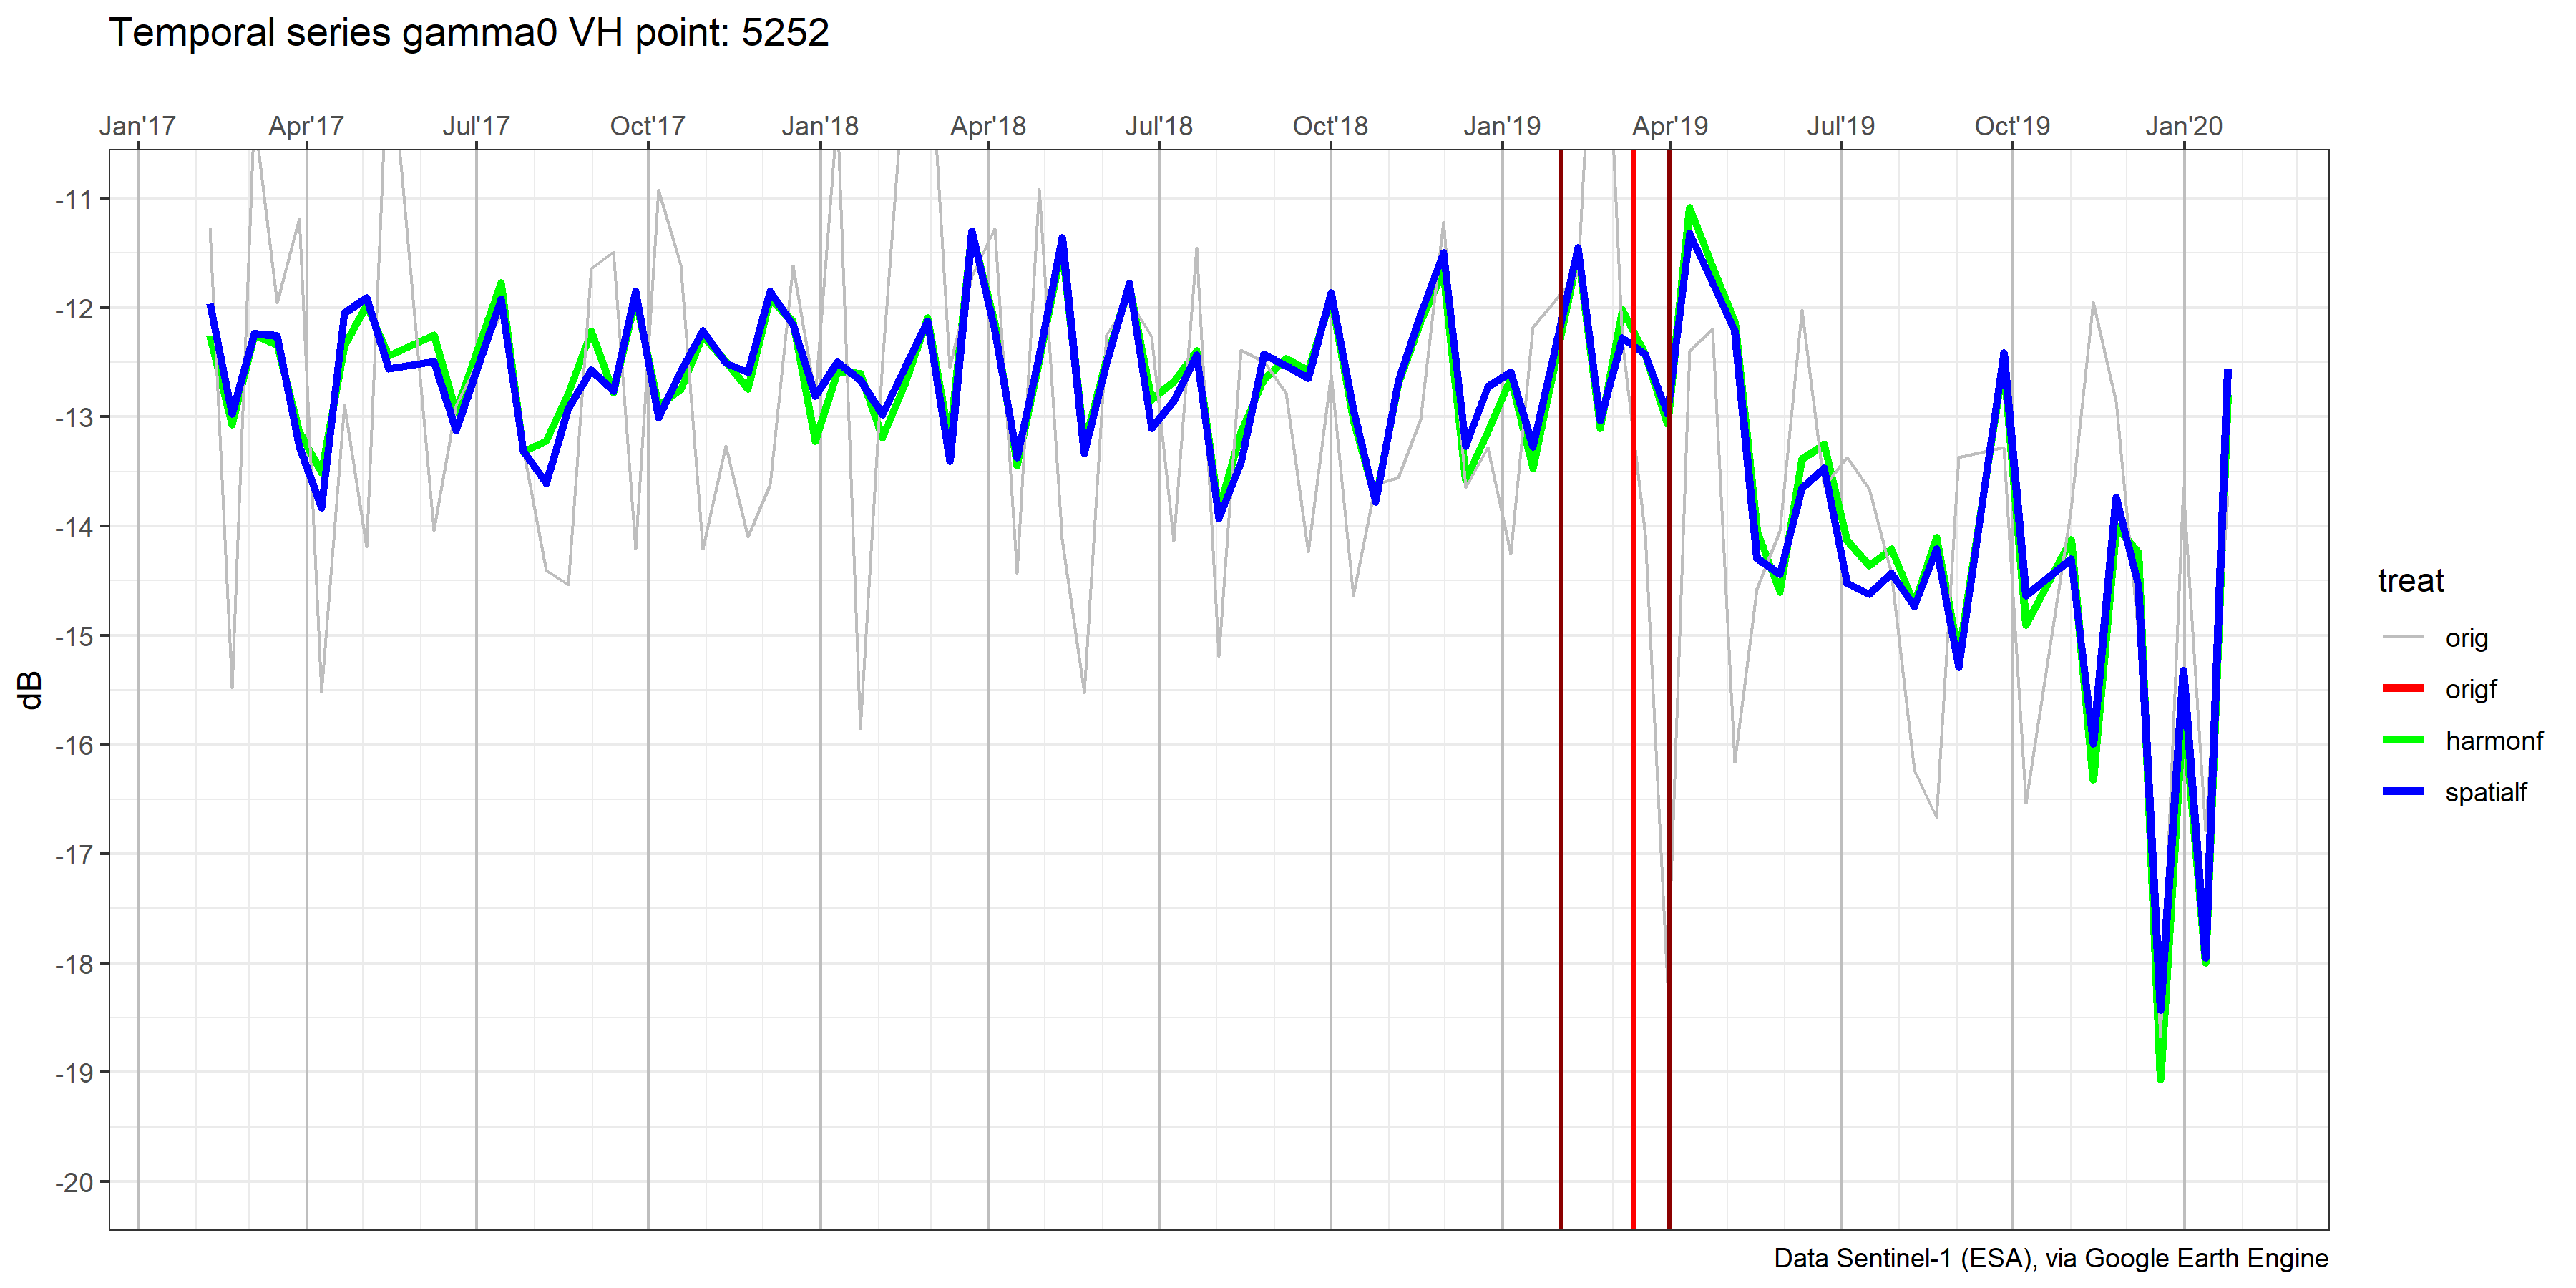 Temporal series gamma0 VH point: 5252
Jan'17 Apr'17 Jul'17 Oct'17 Jan'18 Apr'18 Jul'18 Oct'18 Jan'19 Apr'19 Jul'19 Oct'19 Jan'20
-11
-12
-13
-14
-15
-16
-17
-18
-19
-20
dB
treat
orig
origf
harmonf
spatialf
Data Sentinel-1 (ESA), via Google Earth Engine